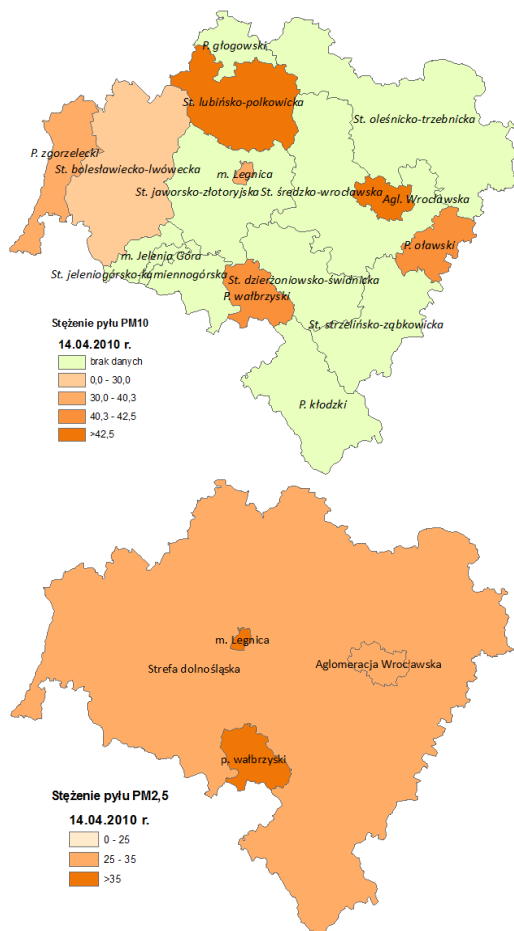 P. głogowski
St. lubińsko-polkowicka
St. oleśnicko-trzebnicka
P. zgorzelecki
St. bolesławiecko-lwówecka
m. Legnica
St. jaworsko-złotoryjska
St. średzko-wrocławska
Agl. Wrocławska
m. Jelenia Góra
P. oławski
St. jeleniogórsko-kamiennogórska
St. dzierżoniowsko-świdnicka
P. wałbrzyski
St. strzelińsko-ząbkowicka
P. kłodzki
Stężenie pyłu PM10
14.04.2010 r.
brak danych
0,0 - 30,0
30,0 - 40,3
40,3 - 42,5
>42,5
m. Legnica
Strefa dolnośląska
Aglomeracja Wrocławska
p. wałbrzyski
Stężenie pyłu PM2,5
14.04.2010 r.
0 - 25
25 - 35
>35